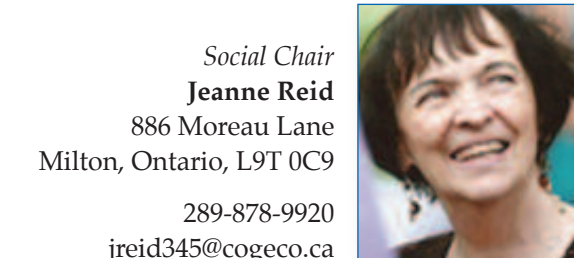 Social Chair
Jeanne Reid
886 Moreau Lane
Milton, Ontario, L9T 0C9
289-878-9920
jreid345@cogeco.ca